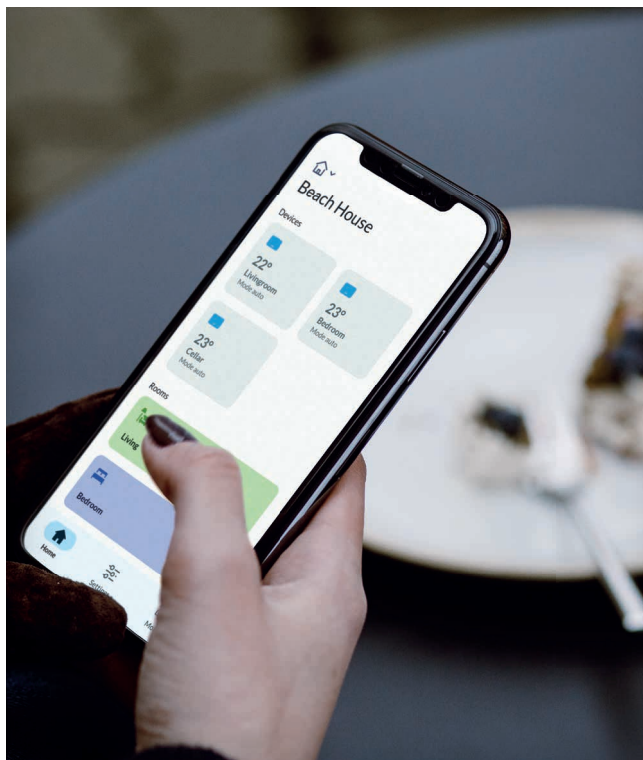 Beach House
Devices
22°
Livingroom
Mode auto
23°
Bedroom
Mode auto
23°
Cellar
Mode auto
Rooms
Living
Bedroom
Home